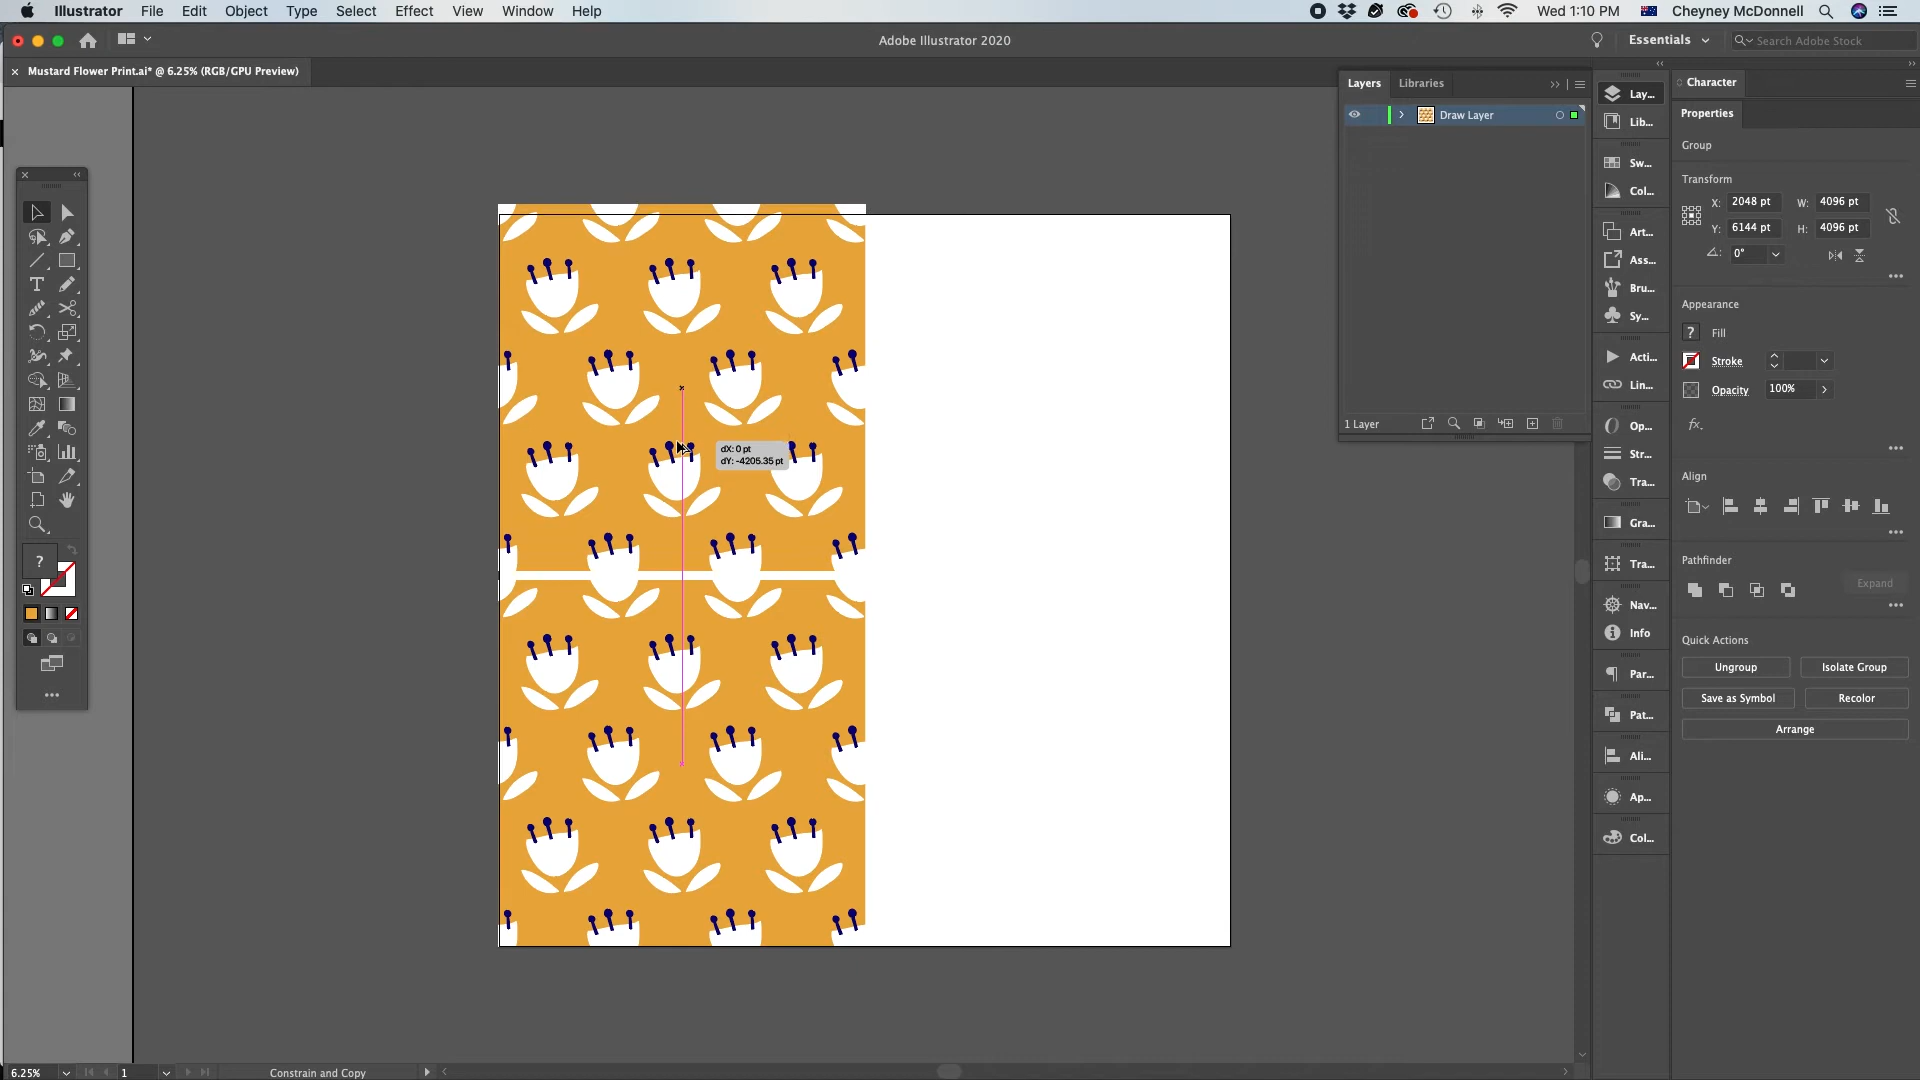 Illustrator File Edit Object Type Select Effect View Window Help
Wed 1:10 PM Cheyney McDonnell
Adobe Illustrator 2020
Essentials
Search Adobe Stock
Mustard Flower Print.ai* @ 6.25% (RGB/GPU Preview)
Layers Libraries
Draw Layer
1 Layer
Lay...
Lib...
Sw...
Col...
Art...
Ass...
Bru...
Sy...
Acti...
Lin...
Op...
Str...
Tra...
Gra...
Tra...
Nav...
Info
Par...
Pat...
Ali...
Ap...
Col...
Character
Properties
Group
Transform
X: 2048 pt W: 4096 pt
Y: 6144 pt H: 4096 pt
0°
Appearance
? Fill
Stroke
Opacity 100%
fx
Align
Pathfinder
Expand
Quick Actions
Ungroup Isolate Group
Save as Symbol Recolor
Arrange
dX: 0 pt
dY: -4205.35 pt
?
6.25% 1 Constrain and Copy